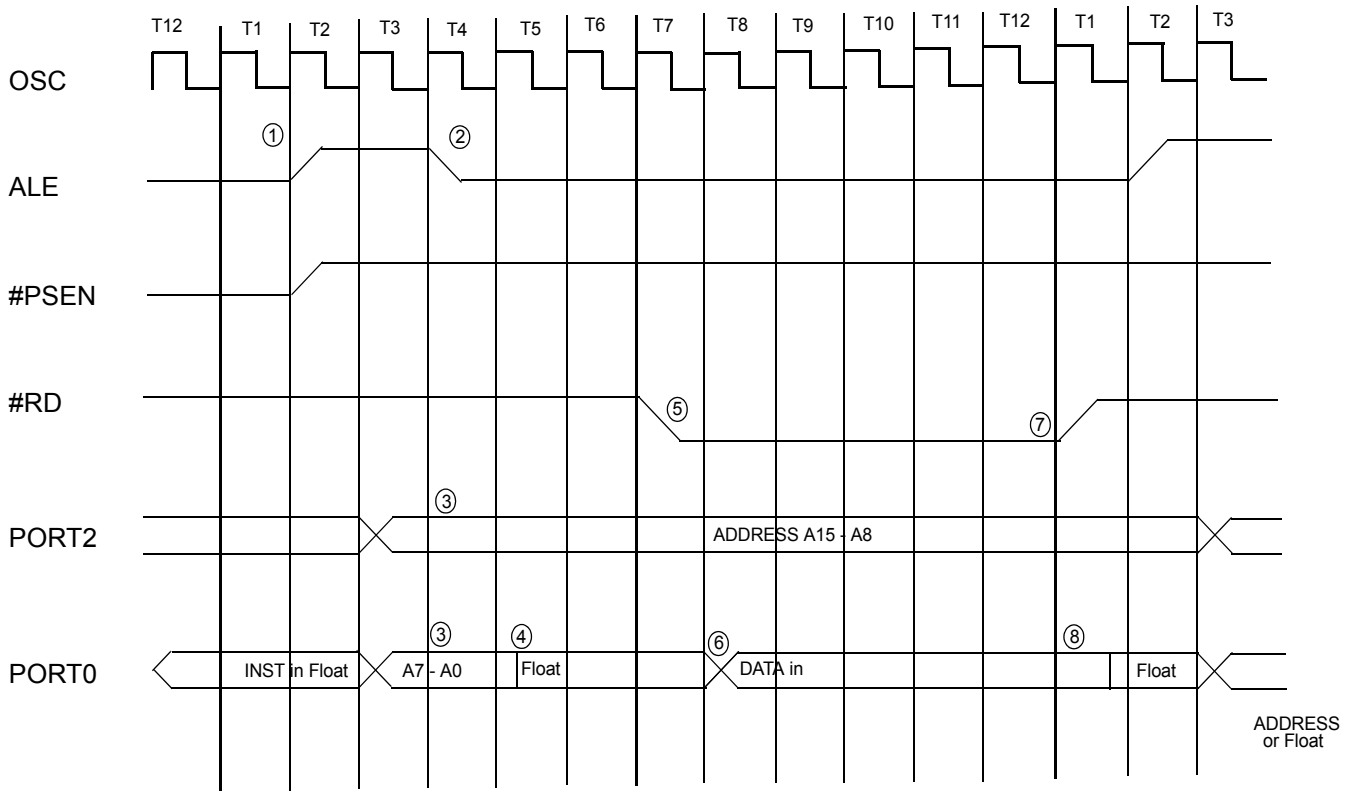 T12 T1 T2 T3 T4 T5 T6 T7 T8 T9 T10 T11 T12 T1 T2 T3
OSC
① ②
ALE
#PSEN
#RD
⑤ ⑦
③
PORT2 ADDRESS A15 - A8
③ ④ ⑥ ⑧
PORT0 INST in Float A7 - A0 Float DATA in Float
ADDRESS
or Float